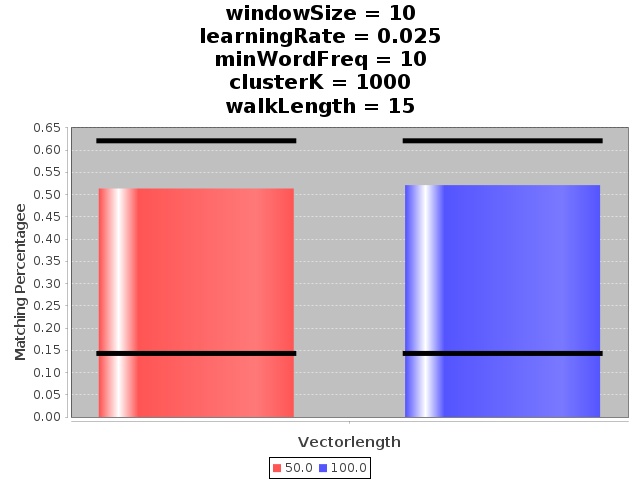 windowSize = 10
learningRate = 0.025
minWordFreq = 10
clusterK = 1000
walkLength = 15
0.65
0.60
0.55
0.50
0.45
0.40
0.35
0.30
0.25
0.20
0.15
0.10
0.05
0.00
Matching Percentagee
Vectorlength
50.0 100.0